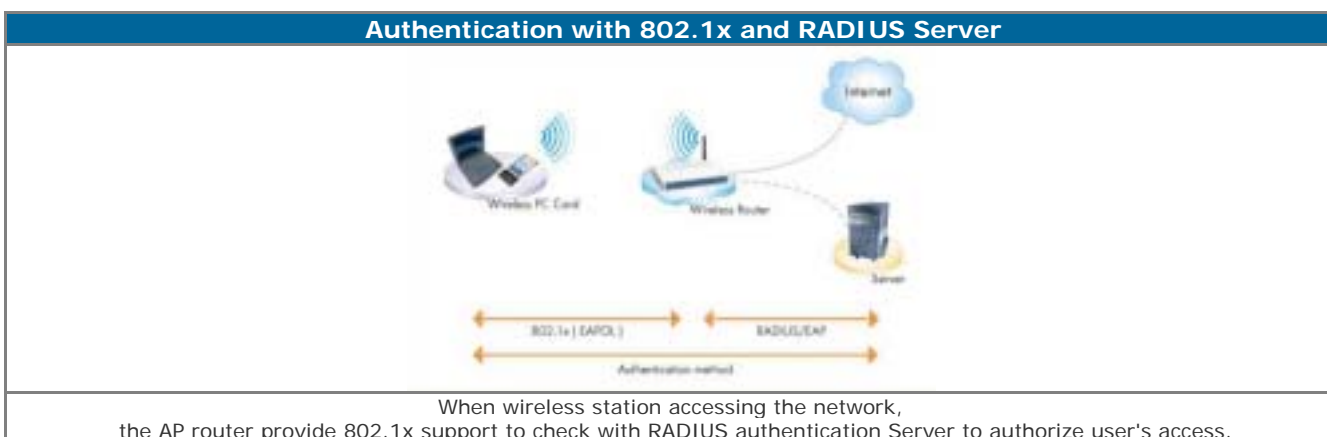 Authentication with 802.1x and RADIUS Server
Internet
Wireless PC Card
Wireless Router
Server
802.1x ( EAPOL )
RADIUS/EAP
Authentication method
When wireless station accessing the network,
the AP router provide 802.1x support to check with RADIUS authentication Server to authorize user's access.